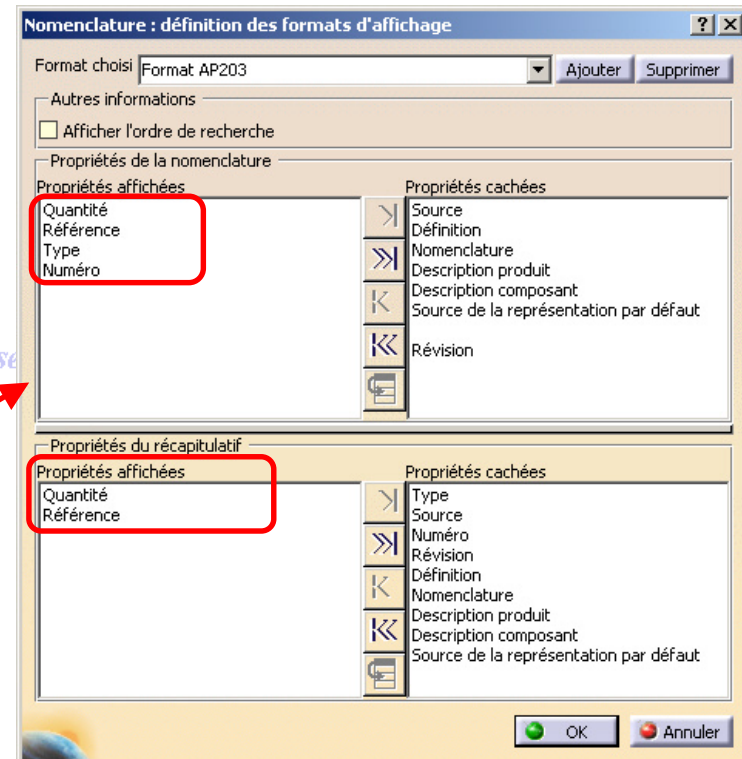 Nomenclature : définition des formats d'affichage
Format choisi Format AP203 Ajouter Supprimer
Autres informations
Afficher l'ordre de recherche
Propriétés de la nomenclature
Propriétés affichées
Quantité
Référence
Type
Numéro
Propriétés cachées
Source
Définition
Nomenclature
Description produit
Description composant
Source de la représentation par défaut
Révision
Propriétés du récapitulatif
Propriétés affichées
Quantité
Référence
Propriétés cachées
Type
Source
Numéro
Révision
Définition
Nomenclature
Description produit
Description composant
Source de la représentation par défaut
OK Annuler